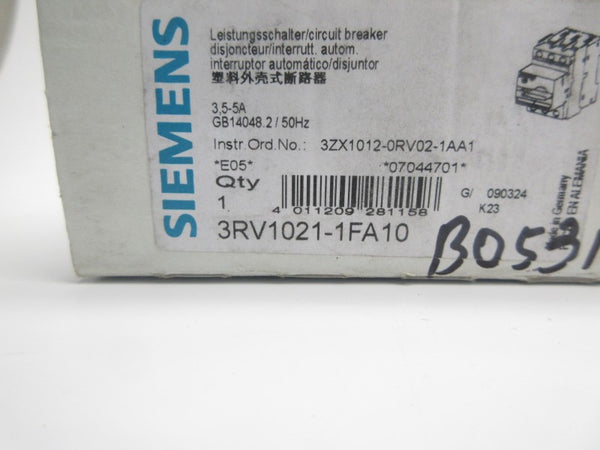 SIEMENS
Leistungsschalter/circuit breaker
disjoncteur/interrutt. autom.
interruptor automático/disjuntor
塑料外壳式断路器
3,5-5A
GB14048.2 / 50Hz
Instr.Ord.No.: 3ZX1012-0RV02-1AA1
*E05* *07044701*
Qty
1
4 011209 281158
G/ 090324
K23
Made in Germany
EN ALEMANIA
3RV1021-1FA10
B0531